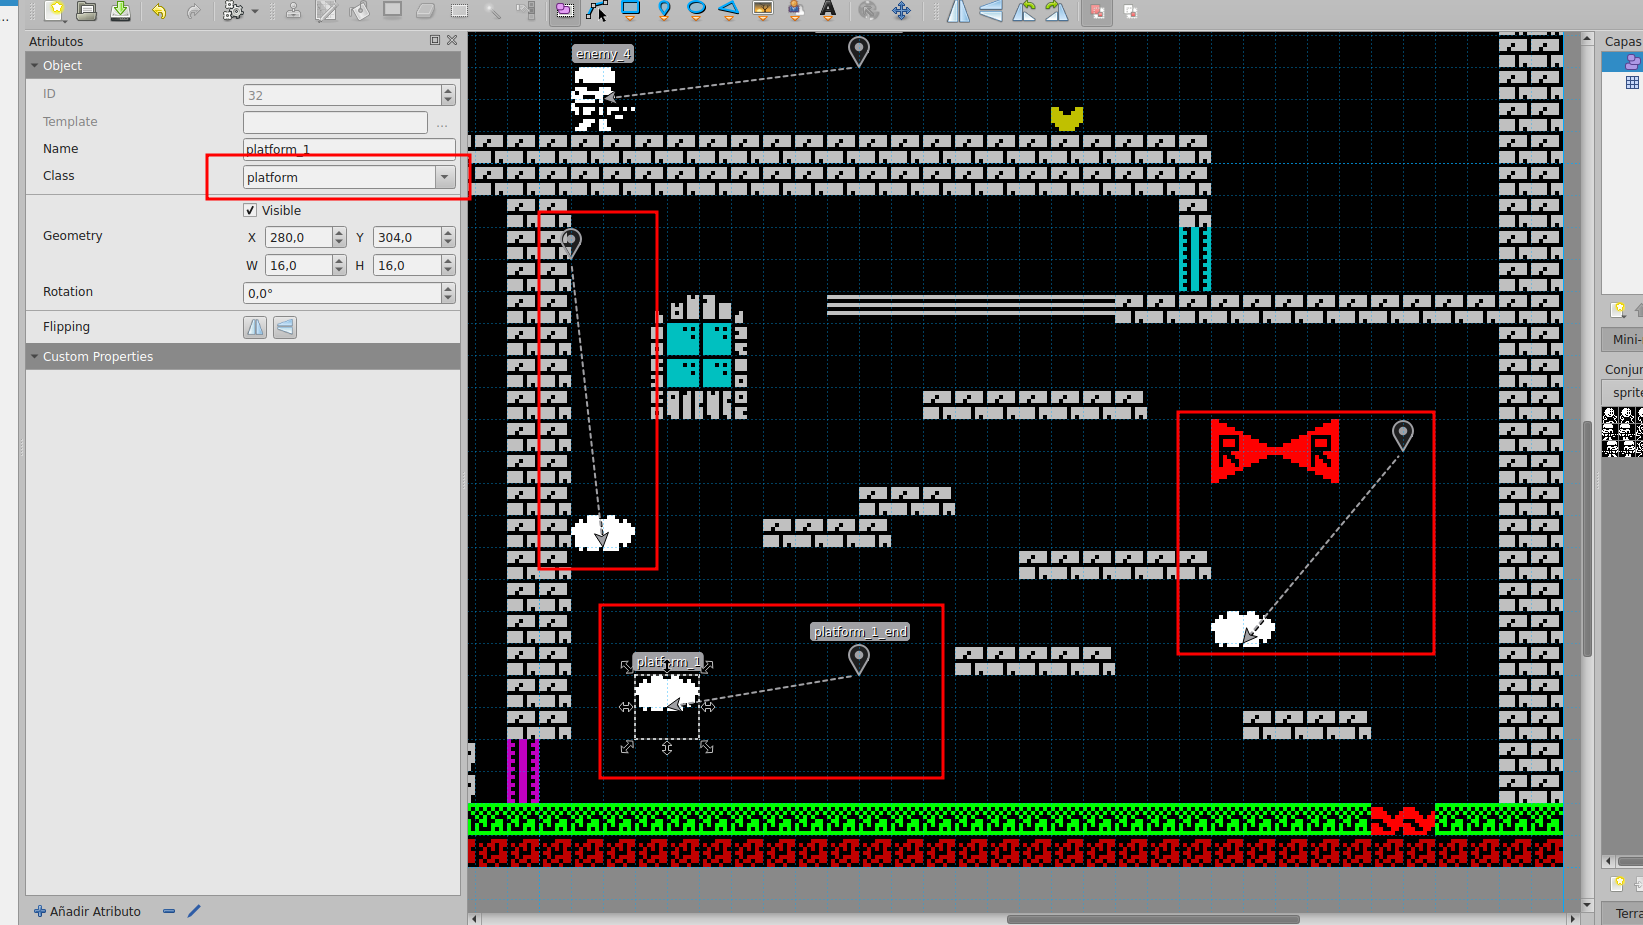 Atributos
Object
ID 32
Template ...
Name platform_1
Class platform
Visible
Geometry X 280,0 Y 304,0
W 16,0 H 16,0
Rotation 0,0°
Flipping
Custom Properties
Añadir Atributo
enemy_4
platform_1_end
platform_1
Capas
Mini-
Conjur
sprite
Terra